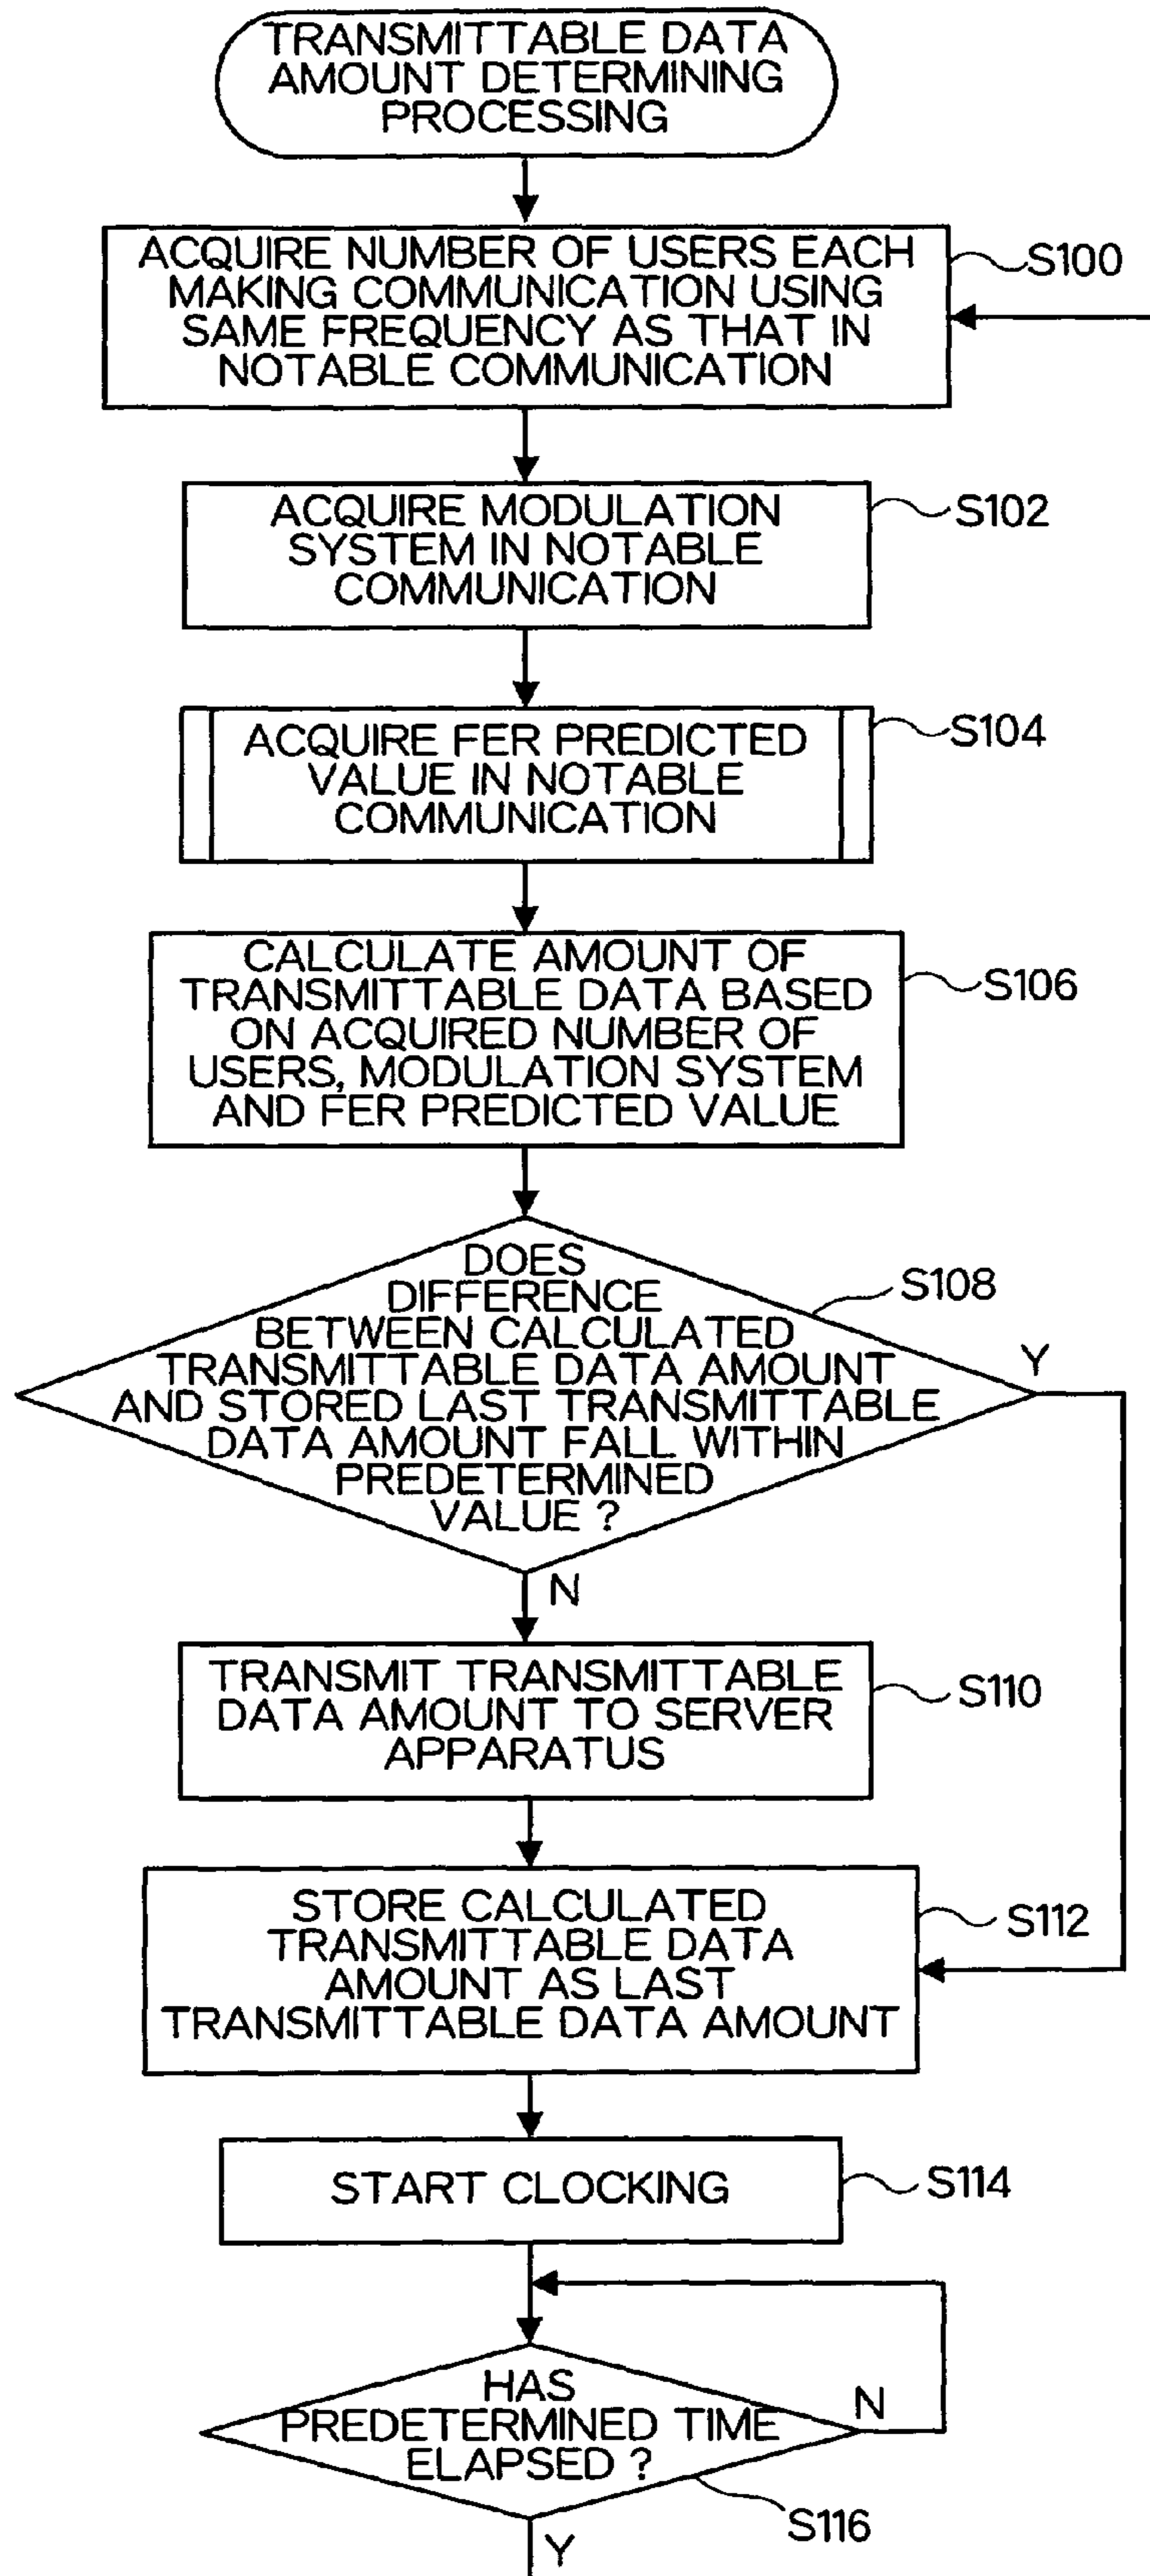 TRANSMITTABLE DATA
AMOUNT DETERMINING
PROCESSING
ACQUIRE NUMBER OF USERS EACH
MAKING COMMUNICATION USING
SAME FREQUENCY AS THAT IN
NOTABLE COMMUNICATION
S100
ACQUIRE MODULATION
SYSTEM IN NOTABLE
COMMUNICATION
S102
ACQUIRE FER PREDICTED
VALUE IN NOTABLE
COMMUNICATION
S104
CALCULATE AMOUNT OF
TRANSMITTABLE DATA BASED
ON ACQUIRED NUMBER OF
USERS, MODULATION SYSTEM
AND FER PREDICTED VALUE
S106
DOES
DIFFERENCE
BETWEEN CALCULATED
TRANSMITTABLE DATA AMOUNT
AND STORED LAST TRANSMITTABLE
DATA AMOUNT FALL WITHIN
PREDETERMINED
VALUE ?
S108
Y
N
TRANSMIT TRANSMITTABLE
DATA AMOUNT TO SERVER
APPARATUS
S110
STORE CALCULATED
TRANSMITTABLE DATA
AMOUNT AS LAST
TRANSMITTABLE DATA AMOUNT
S112
START CLOCKING
S114
HAS
PREDETERMINED TIME
ELAPSED ?
N
S116
Y